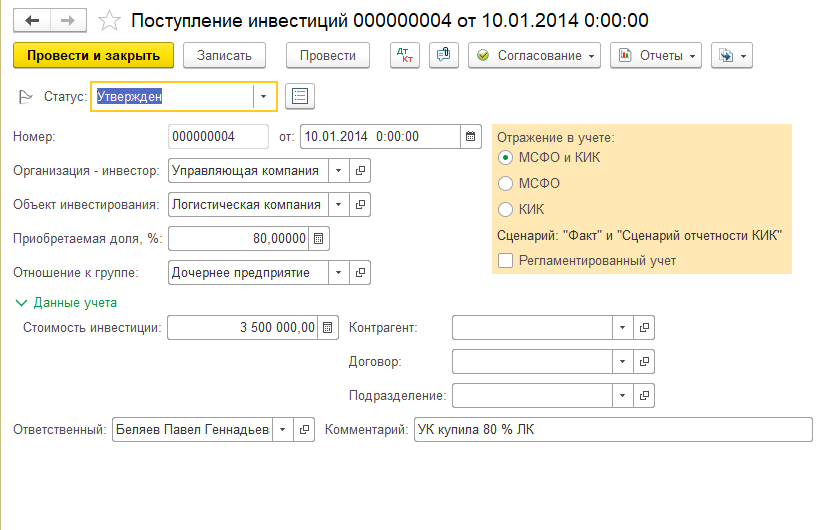 Поступление инвестиций 000000004 от 10.01.2014 0:00:00
Провести и закрыть Записать Провести Дт Кт Согласование Отчеты
Статус: Утвержден
Номер: 000000004 от: 10.01.2014 0:00:00
Организация - инвестор: Управляющая компания
Объект инвестирования: Логистическая компания
Приобретаемая доля, %: 80,00000
Отношение к группе: Дочернее предприятие
Отражение в учете:
МСФО и КИК
МСФО
КИК
Сценарий: "Факт" и "Сценарий отчетности КИК"
Регламентированный учет
Данные учета
Стоимость инвестиции: 3 500 000,00 Контрагент:
Договор:
Подразделение:
Ответственный: Беляев Павел Геннадьев Комментарий: УК купила 80 % ЛК